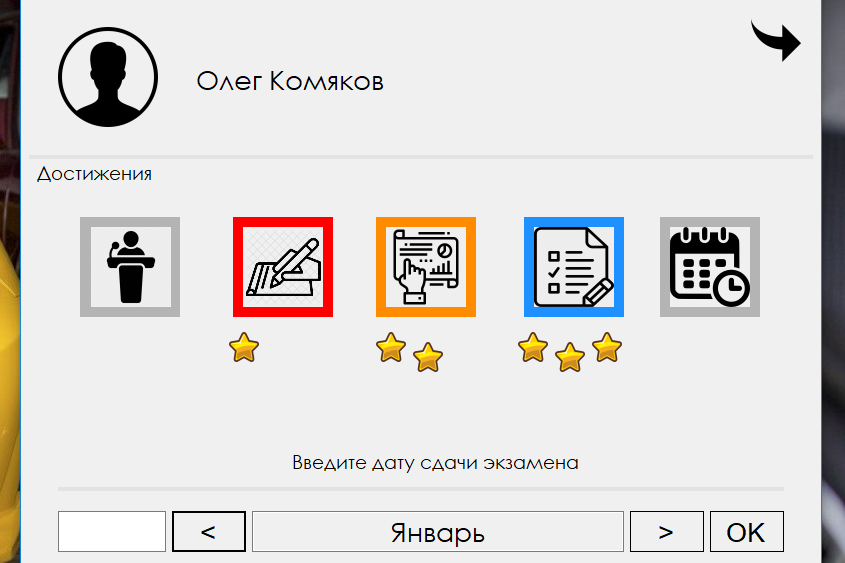 Олег Комяков
Достижения
Введите дату сдачи экзамена
< Январь > OK